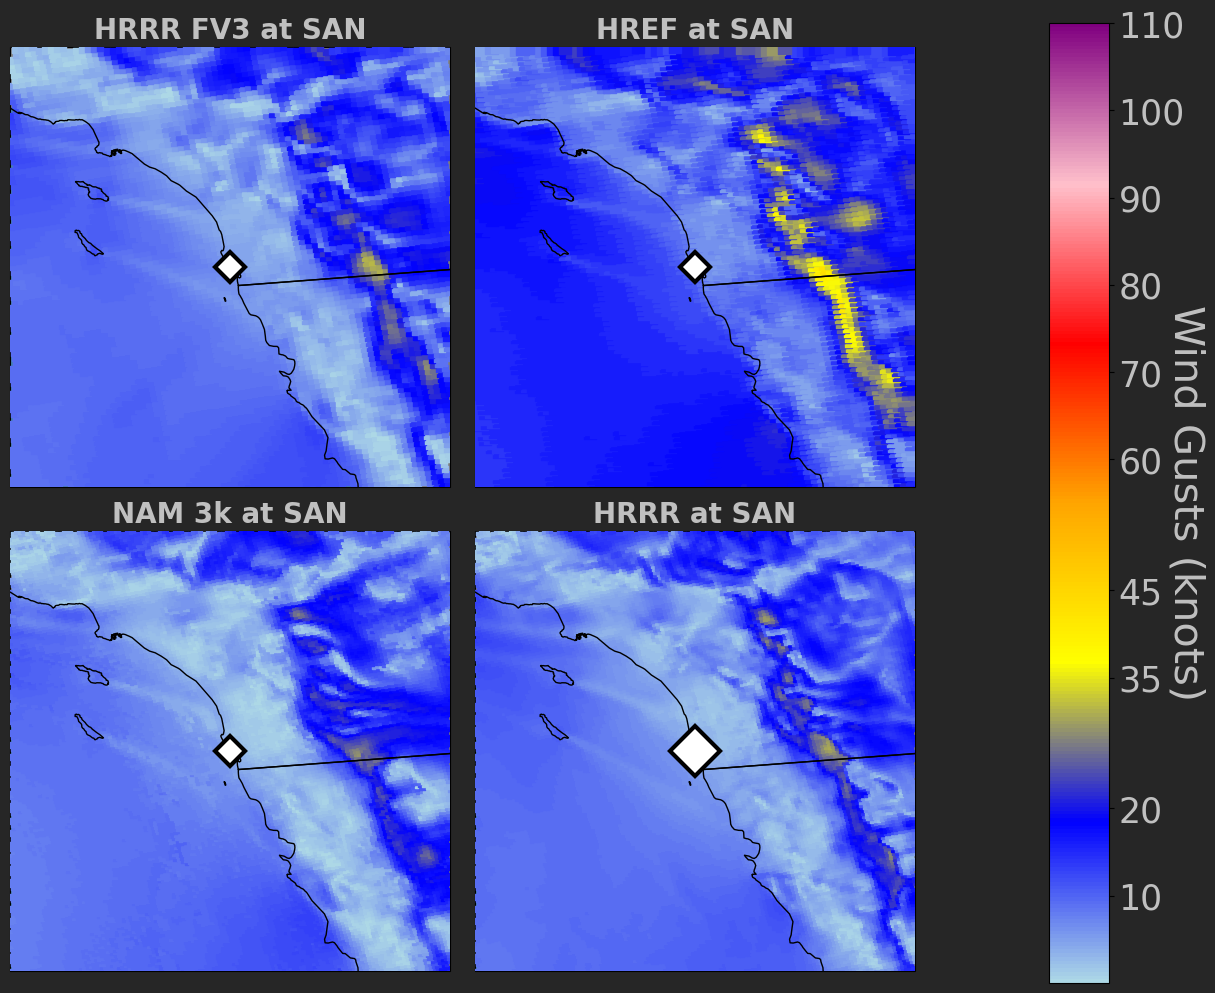 HRRR FV3 at SAN
HREF at SAN
NAM 3k at SAN
HRRR at SAN
110
100
90
80
70
60
45
35
20
10
Wind Gusts (knots)